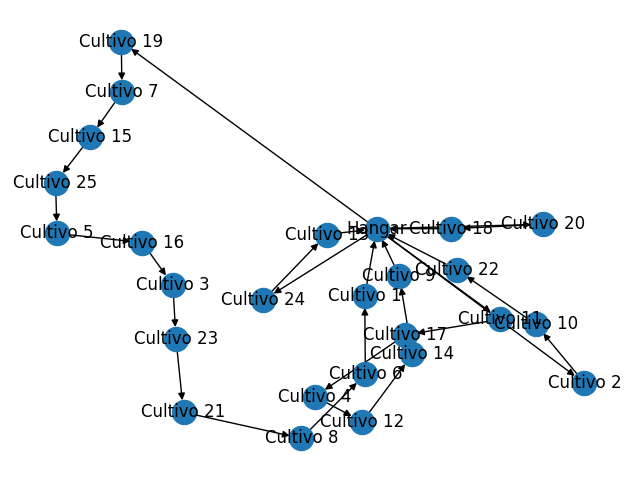 Cultivo 19
Cultivo 7
Cultivo 15
Cultivo 25
Cultivo 5
Cultivo 16
Cultivo 13
Hangar
Cultivo 18
Cultivo 20
Cultivo 3
Cultivo 24
Cultivo 1
Cultivo 9
Cultivo 22
Cultivo 23
Cultivo 17
Cultivo 11
Cultivo 10
Cultivo 14
Cultivo 6
Cultivo 2
Cultivo 4
Cultivo 21
Cultivo 12
Cultivo 8